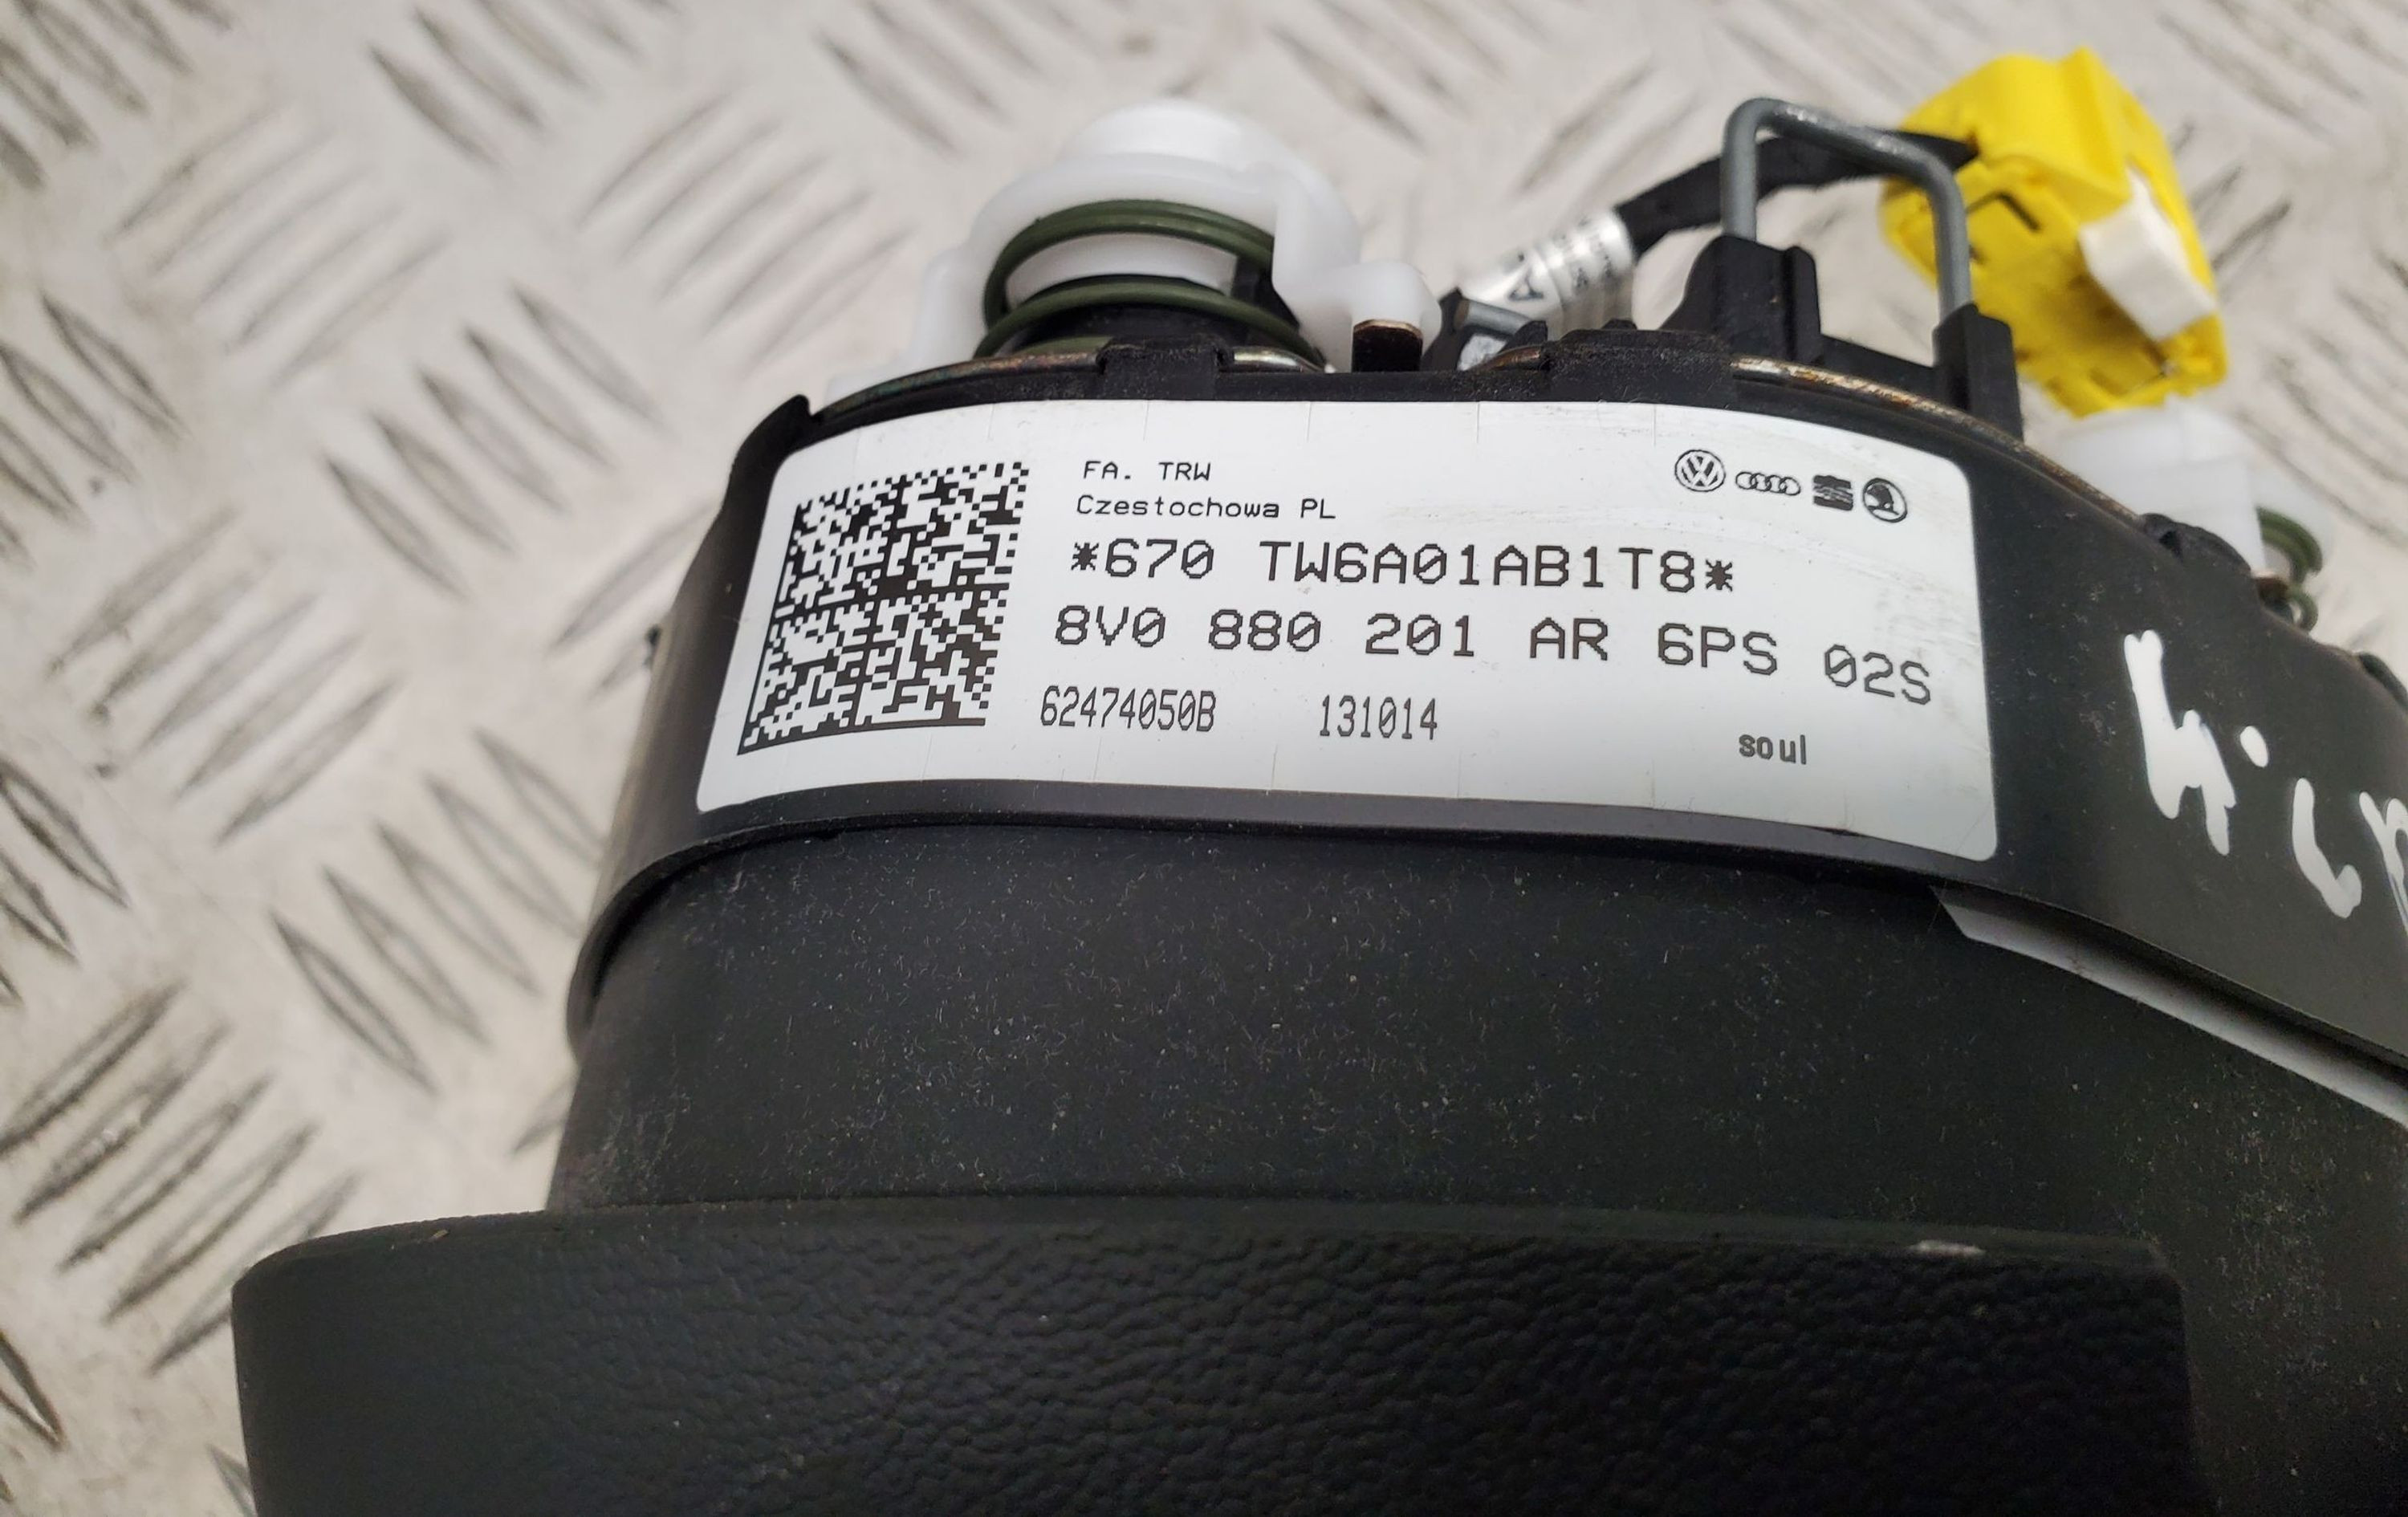 FA. TRW
Czestochowa PL
*670 TW6A01AB1T8*
8V0 880 201 AR 6PS 02S
62474050B 131014
soul